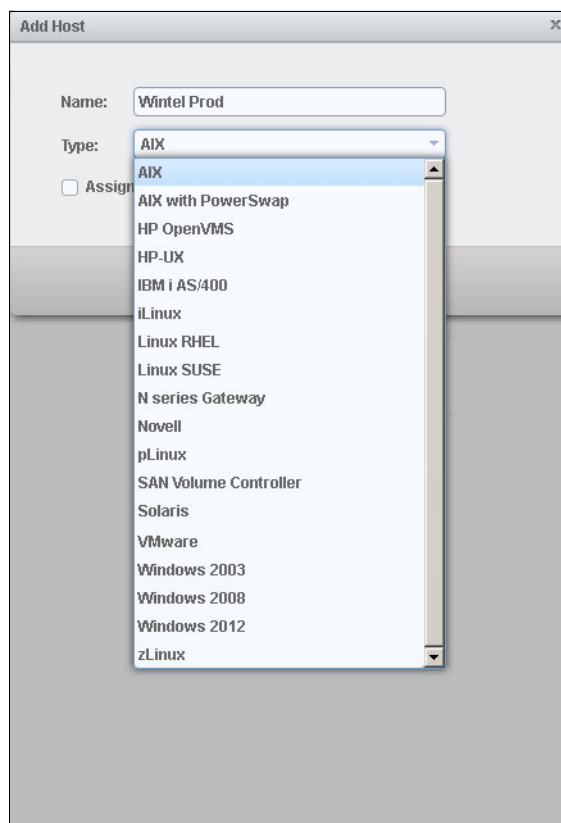 Add Host
x
Name: Wintel Prod
Type: AIX
Assign
AIX
AIX with PowerSwap
HP OpenVMS
HP-UX
IBM i AS/400
iLinux
Linux RHEL
Linux SUSE
N series Gateway
Novell
pLinux
SAN Volume Controller
Solaris
VMware
Windows 2003
Windows 2008
Windows 2012
zLinux